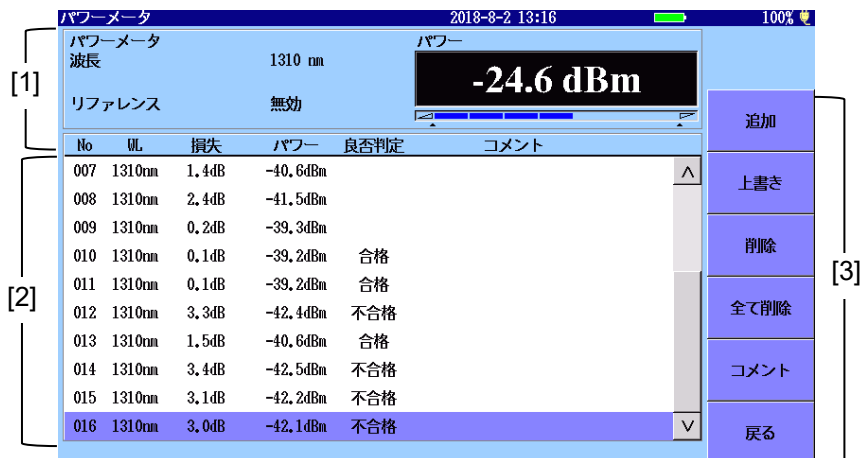 パワーメータ 2018-8-2 13:16 100%
パワーメータ パワー
波長 1310 nm
-24.6 dBm
リファレンス 無効
No WL 損失 パワー 良否判定 コメント
007 1310nm 1.4dB -40.6dBm
008 1310nm 2.4dB -41.5dBm
009 1310nm 0.2dB -39.3dBm
010 1310nm 0.1dB -39.2dBm 合格
011 1310nm 0.1dB -39.2dBm 合格
012 1310nm 3.3dB -42.4dBm 不合格
013 1310nm 1.5dB -40.6dBm 合格
014 1310nm 3.4dB -42.5dBm 不合格
015 1310nm 3.1dB -42.2dBm 不合格
016 1310nm 3.0dB -42.1dBm 不合格
追加
上書き
削除
全て削除
コメント
戻る
[1]
[2]
[3]